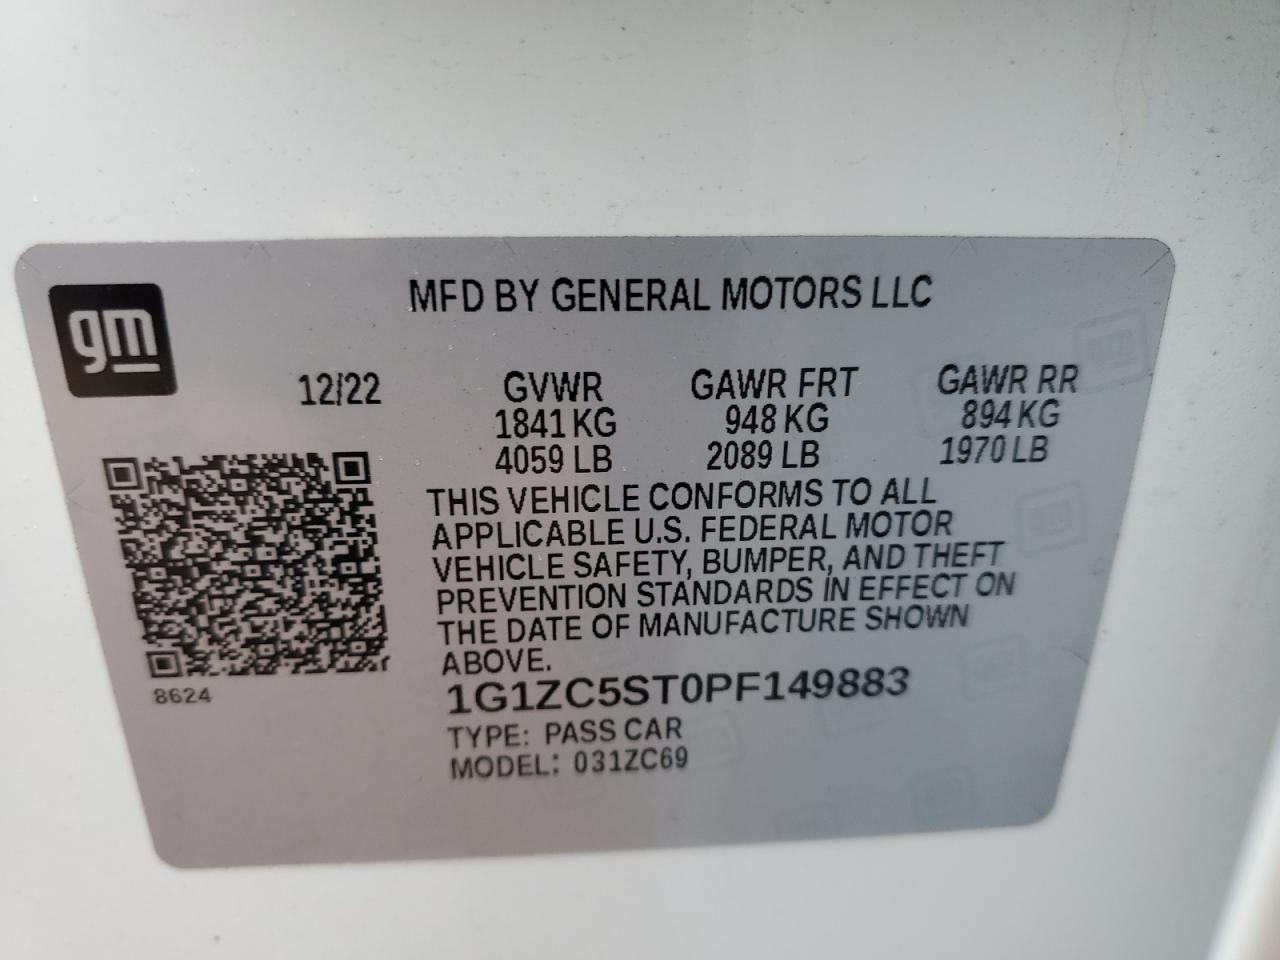 MFD BY GENERAL MOTORS LLC
gm
12/22 GVWR GAWR FRT GAWR RR
1841 KG 948 KG 894 KG
4059 LB 2089 LB 1970 LB
THIS VEHICLE CONFORMS TO ALL
APPLICABLE U.S. FEDERAL MOTOR
VEHICLE SAFETY, BUMPER, AND THEFT
PREVENTION STANDARDS IN EFFECT ON
THE DATE OF MANUFACTURE SHOWN
ABOVE.
8624
1G1ZC5ST0PF149883
TYPE: PASS CAR
MODEL: 031ZC69